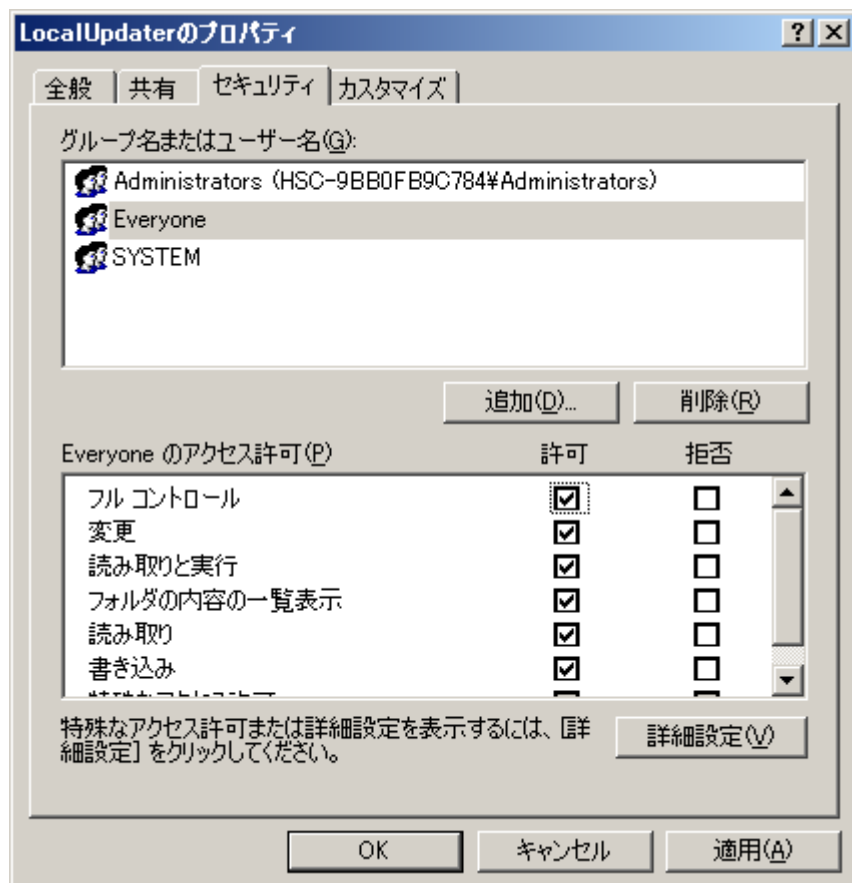 LocalUpdaterのプロパティ
全般 共有 セキュリティ カスタマイズ
グループ名またはユーザー名(G):
Administrators (HSC-9BB0FB9C784¥Administrators)
Everyone
SYSTEM
追加(D)... 削除(R)
Everyone のアクセス許可(P) 許可 拒否
フル コントロール
変更
読み取りと実行
フォルダの内容の一覧表示
読み取り
書き込み
特殊なアクセス許可または詳細設定を表示するには、[詳
細設定] をクリックしてください。
詳細設定(V)
OK キャンセル 適用(A)